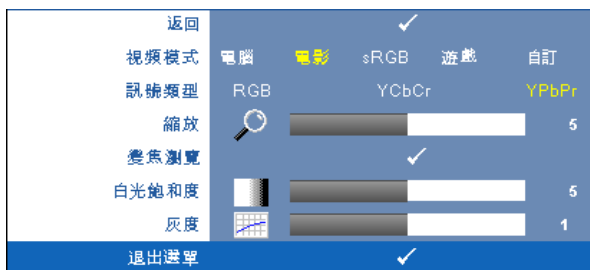 返回
視頻模式 電腦 電影 sRGB 遊戲 自訂
訊號類型 RGB YCbCr YPbPr
縮放 5
變焦瀏覽
白光飽和度 5
灰度 1
退出選單